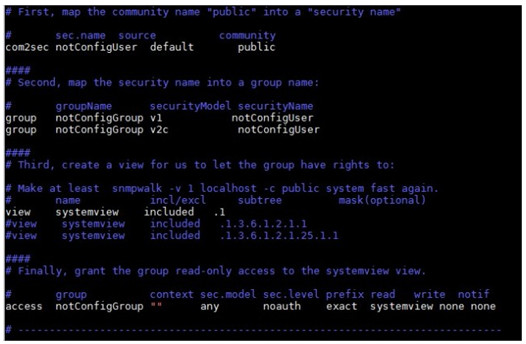 # First, map the community name "public" into a "security name"
#       sec.name  source          community
com2sec notConfigUser  default       public
####
# Second, map the security name into a group name:
#       groupName      securityModel securityName
group   notConfigGroup v1           notConfigUser
group   notConfigGroup v2c           notConfigUser
####
# Third, create a view for us to let the group have rights to:
# Make at least  snmpwalk -v 1 localhost -c public system fast again.
#       name           incl/excl     subtree         mask(optional)
view    systemview    included   .1
#view    systemview    included   .1.3.6.1.2.1.1
#view    systemview    included   .1.3.6.1.2.1.25.1.1
####
# Finally, grant the group read-only access to the systemview view.
#       group          context sec.model sec.level prefix read   write  notif
access  notConfigGroup ""      any       noauth    exact  systemview none none
# -----------------------------------------------------------------------------